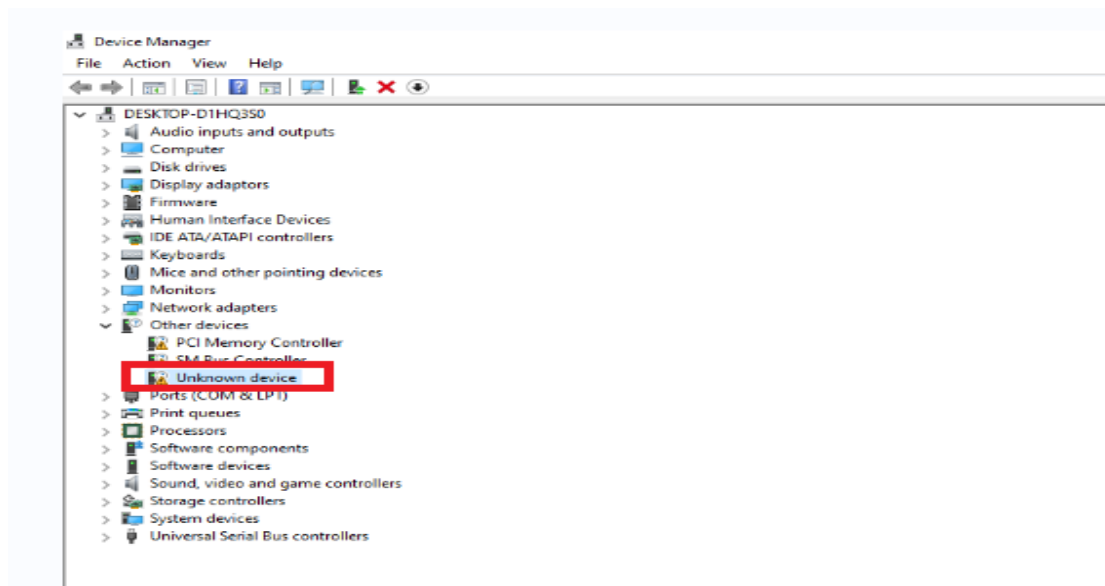 Device Manager
File Action View Help
DESKTOP-D1HQ3S0
Audio inputs and outputs
Computer
Disk drives
Display adaptors
Firmware
Human Interface Devices
IDE ATA/ATAPI controllers
Keyboards
Mice and other pointing devices
Monitors
Network adapters
Other devices
PCI Memory Controller
SM Bus Controller
Unknown device
Ports (COM & LPT)
Print queues
Processors
Software components
Software devices
Sound, video and game controllers
Storage controllers
System devices
Universal Serial Bus controllers